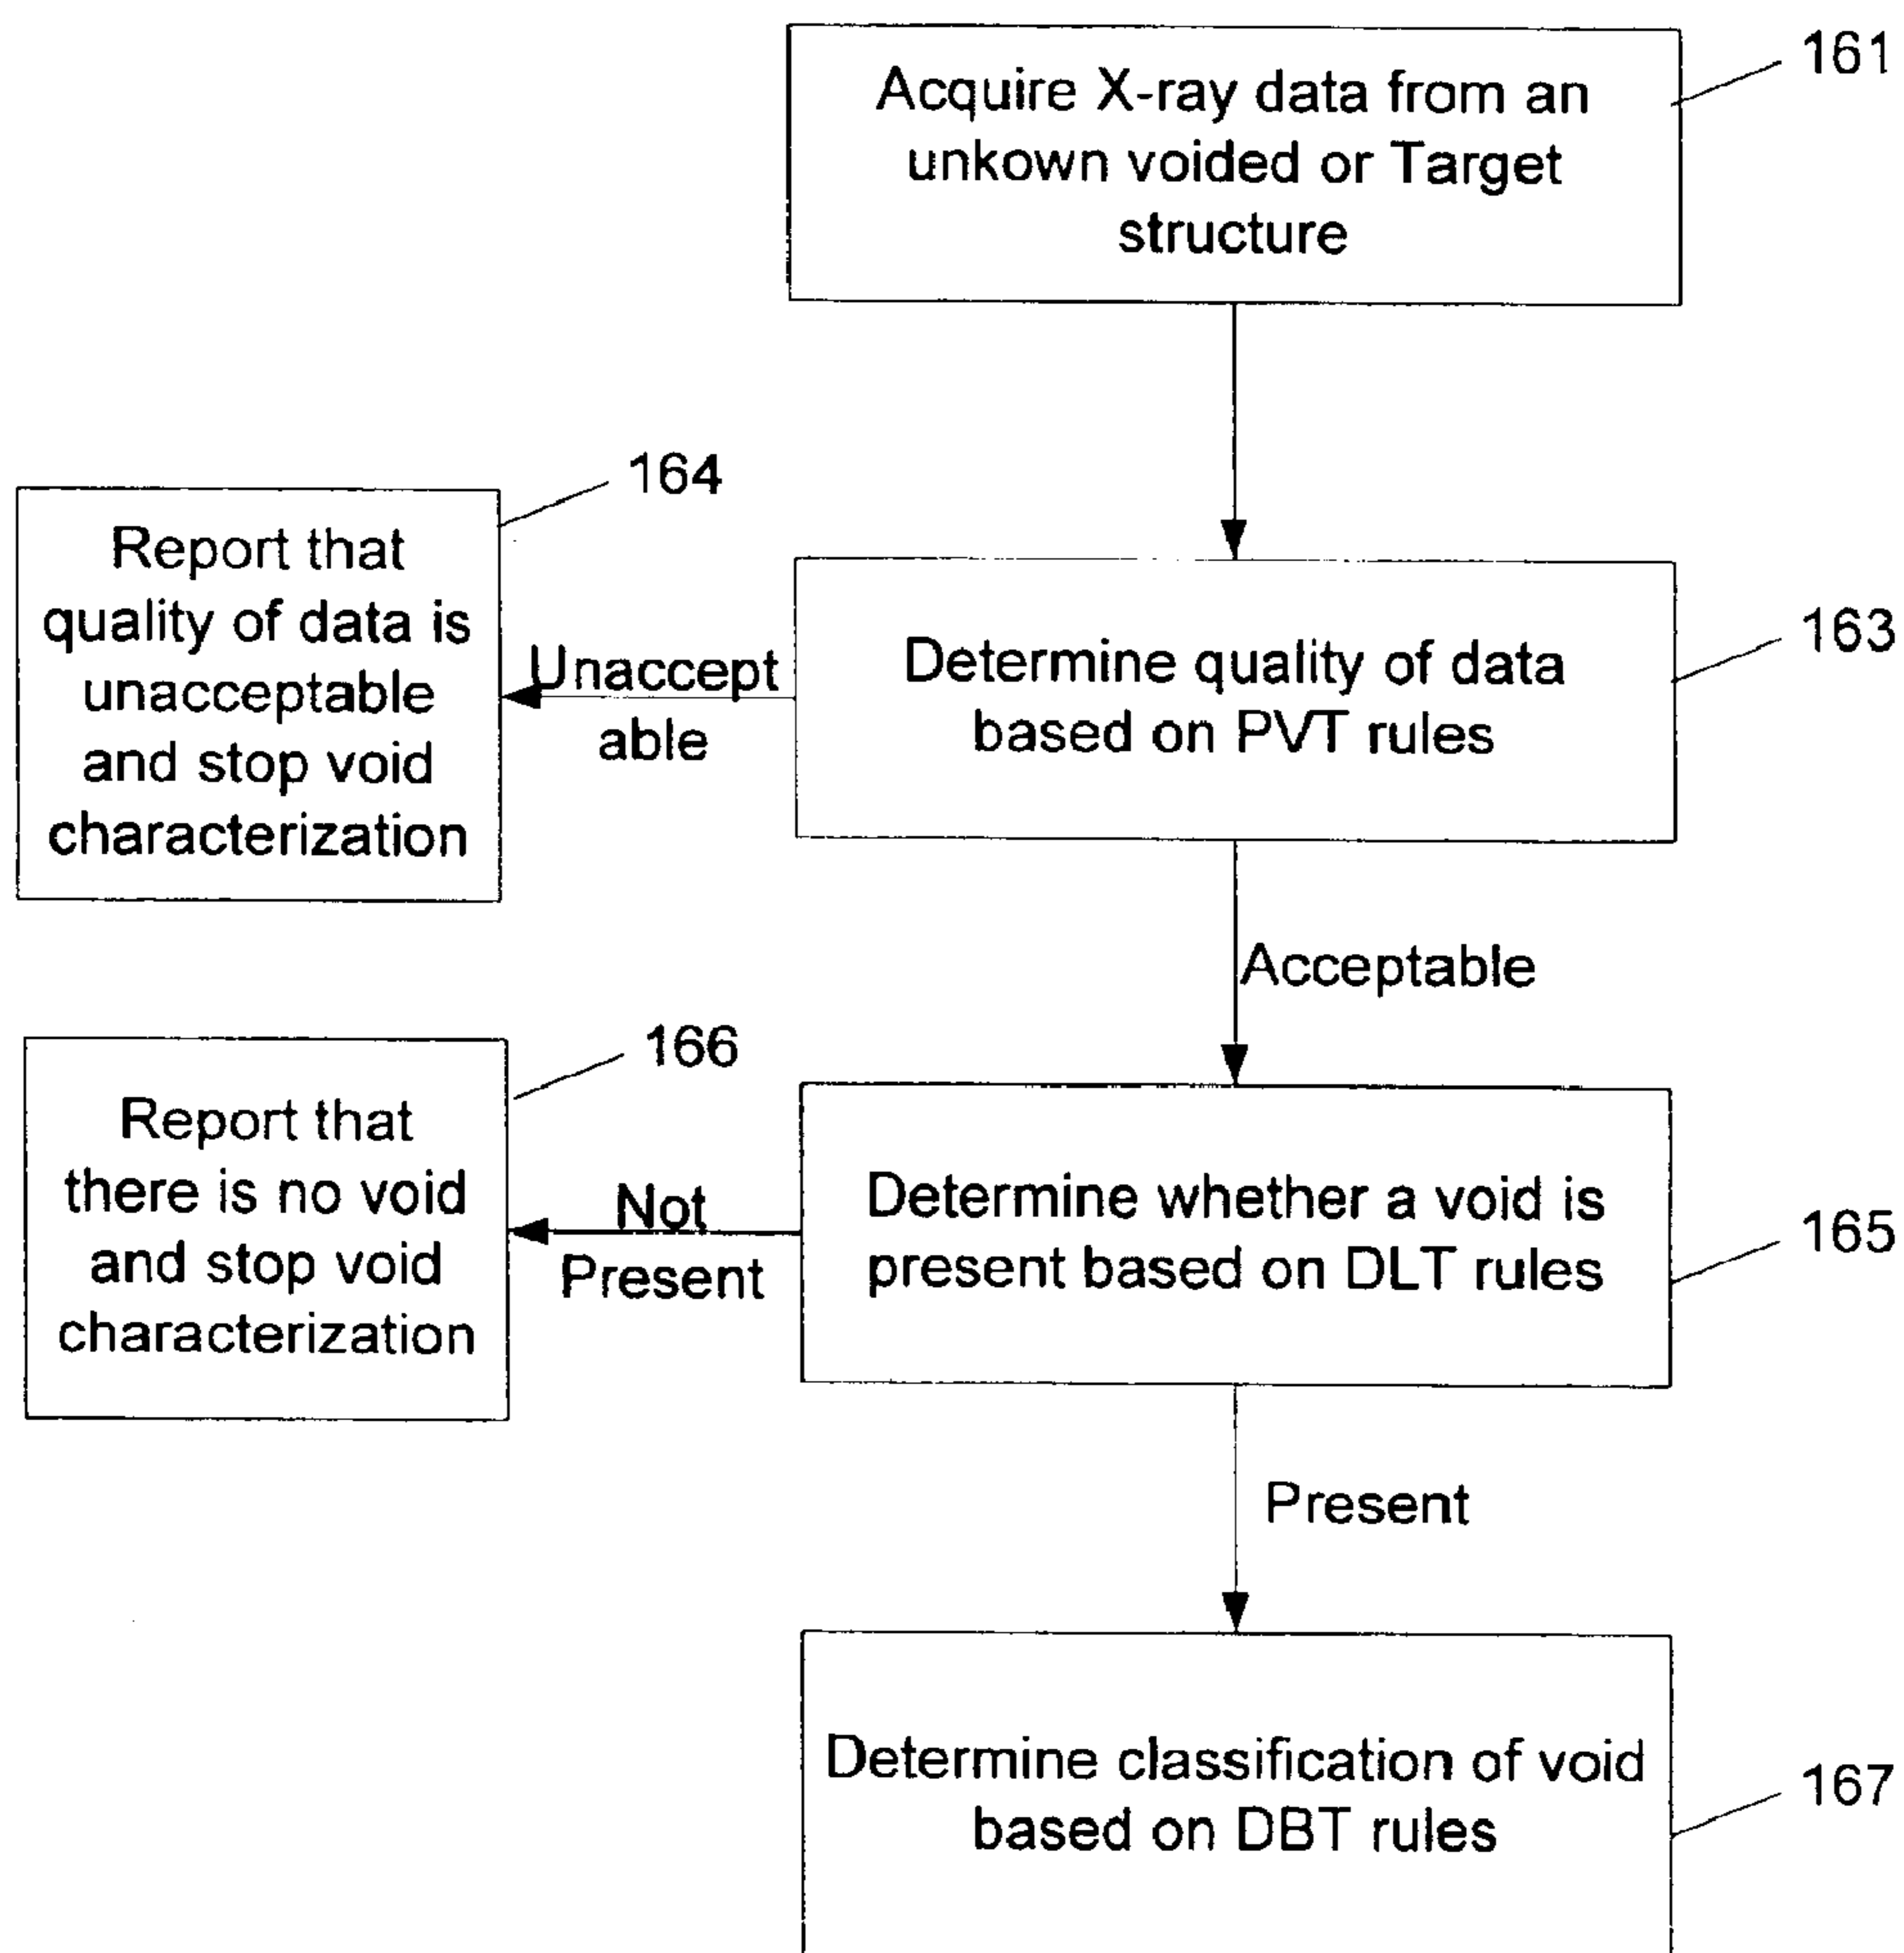 Acquire X-ray data from an
unkown voided or Target
structure
161
164
Report that
quality of data is
unacceptable
and stop void
characterization
Unaccept
able
Determine quality of data
based on PVT rules
163
Acceptable
166
Report that
there is no void
and stop void
characterization
Not
Present
Determine whether a void is
present based on DLT rules
165
Present
Determine classification of void
based on DBT rules
167